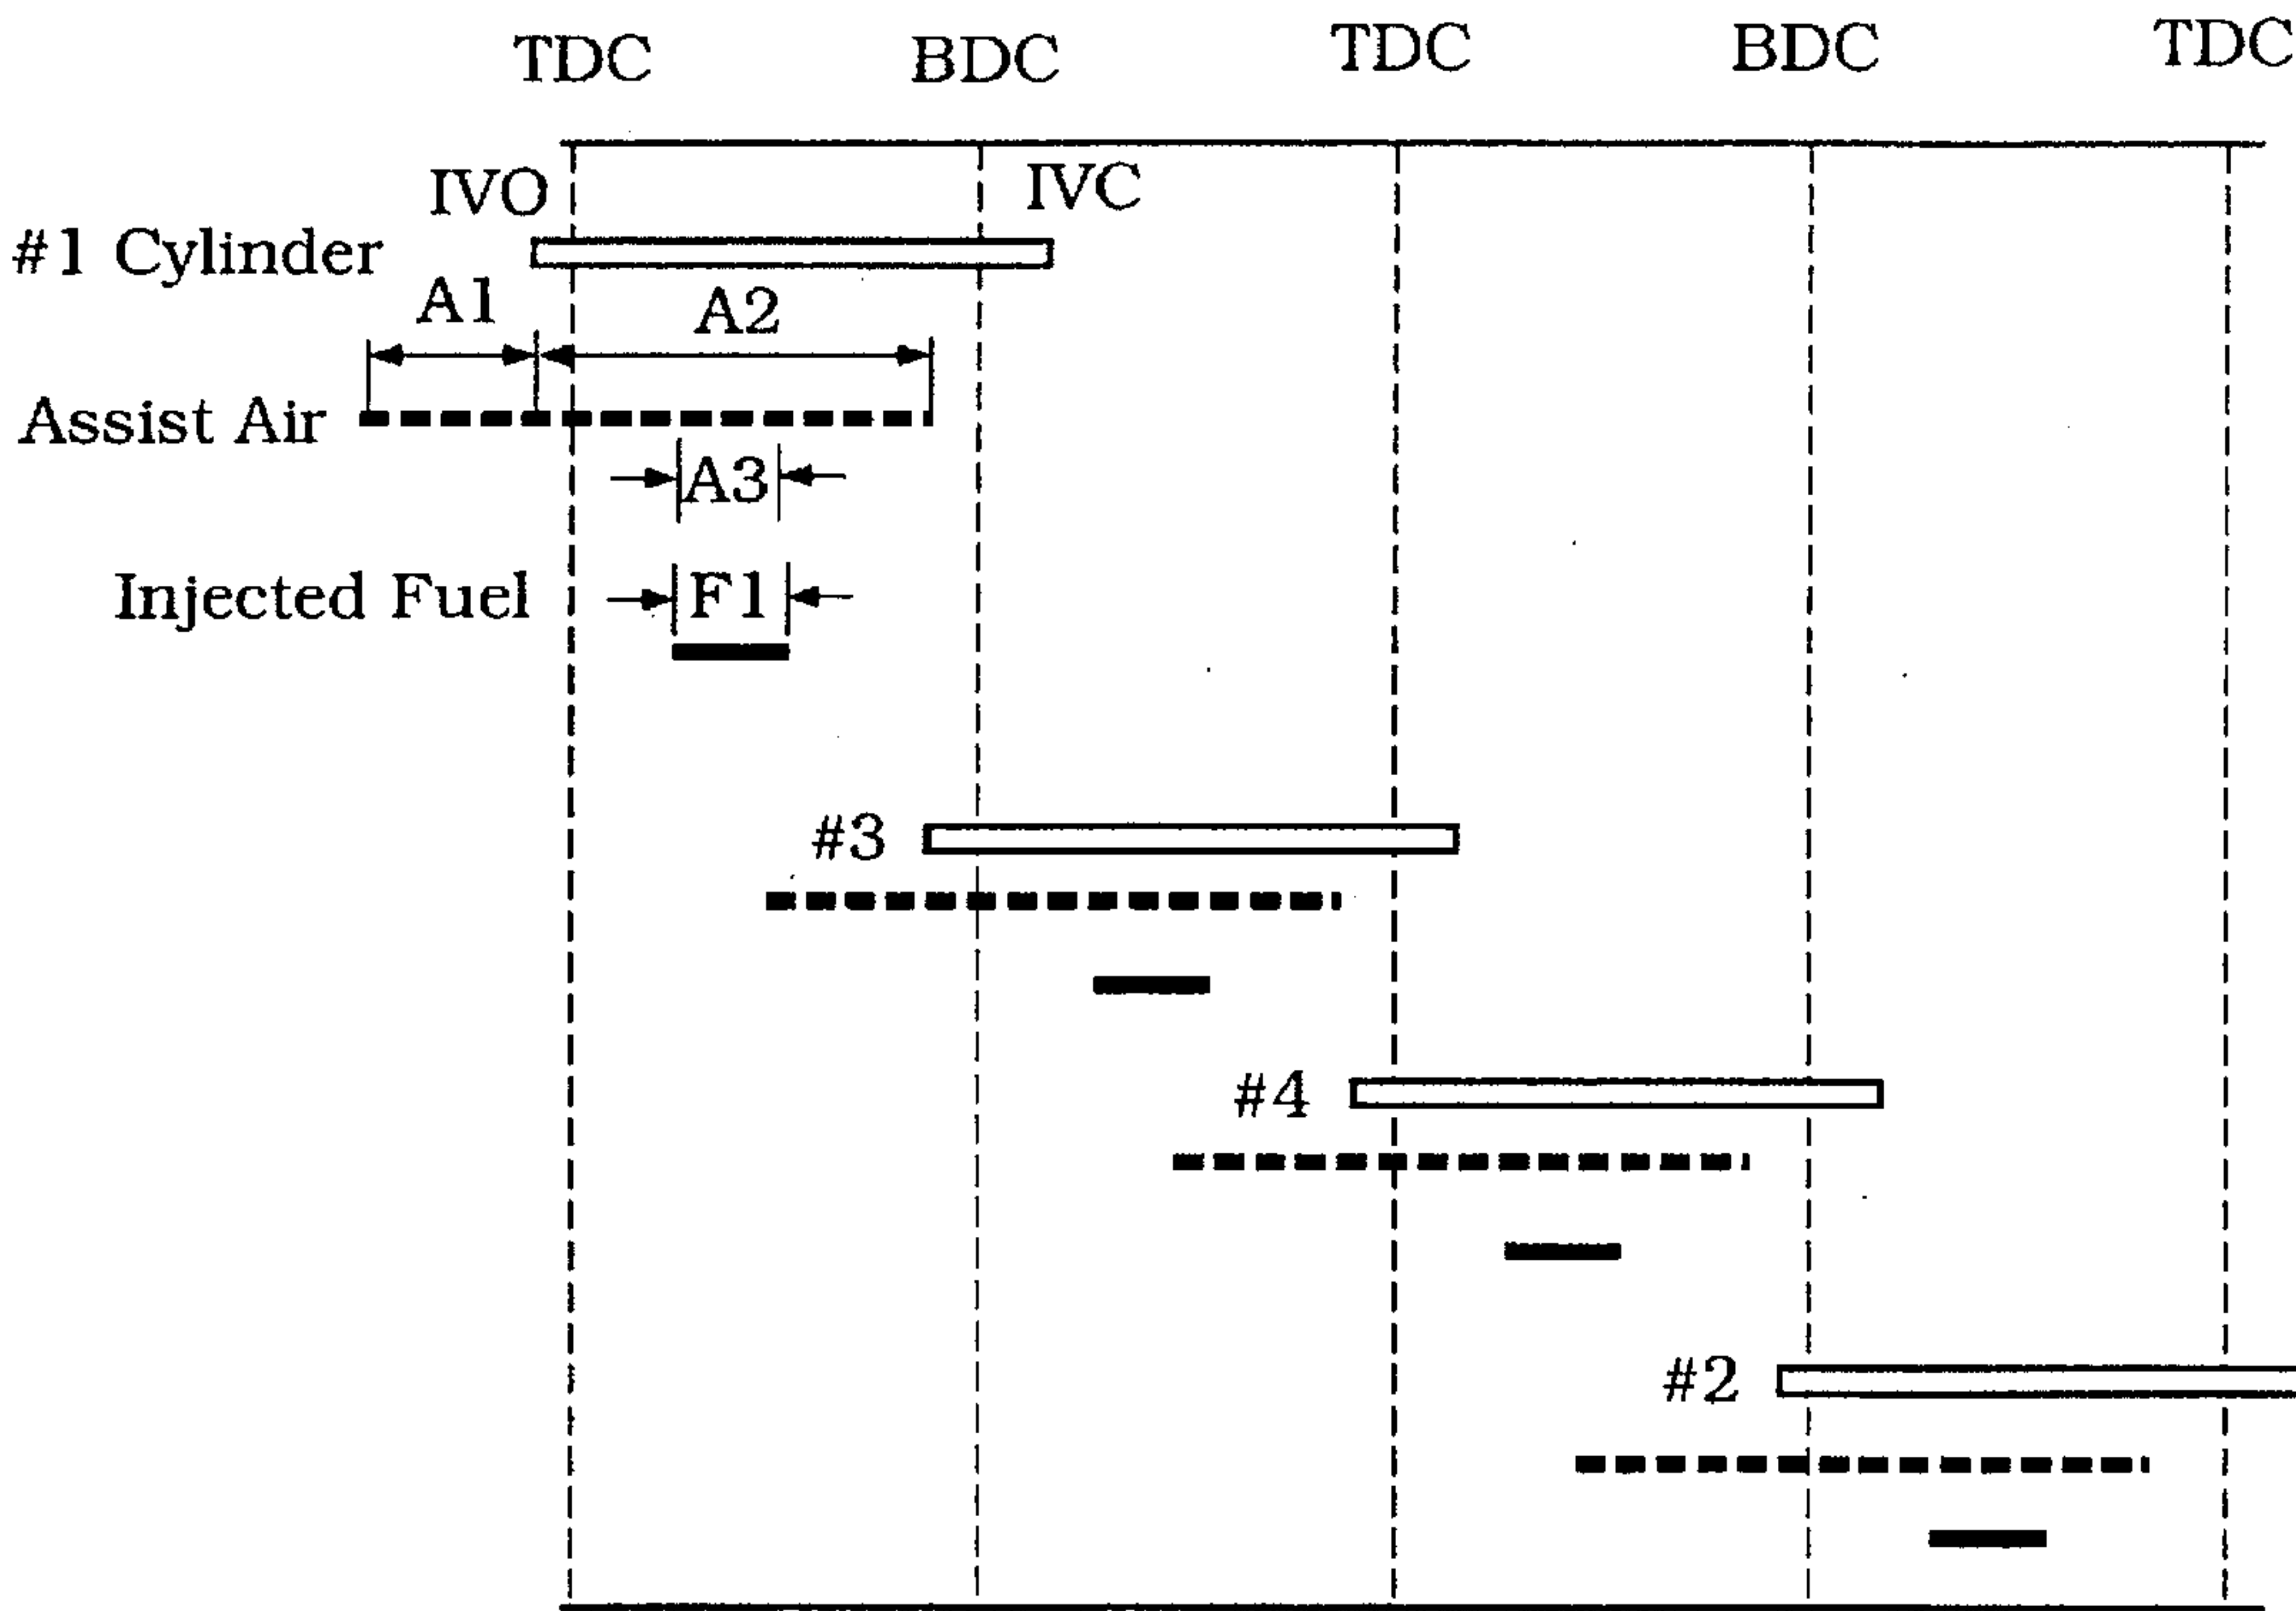 TDC BDC TDC BDC TDC
IVO IVC
#1 Cylinder
A1 A2
Assist Air
A3
Injected Fuel F1
#3
#4
#2